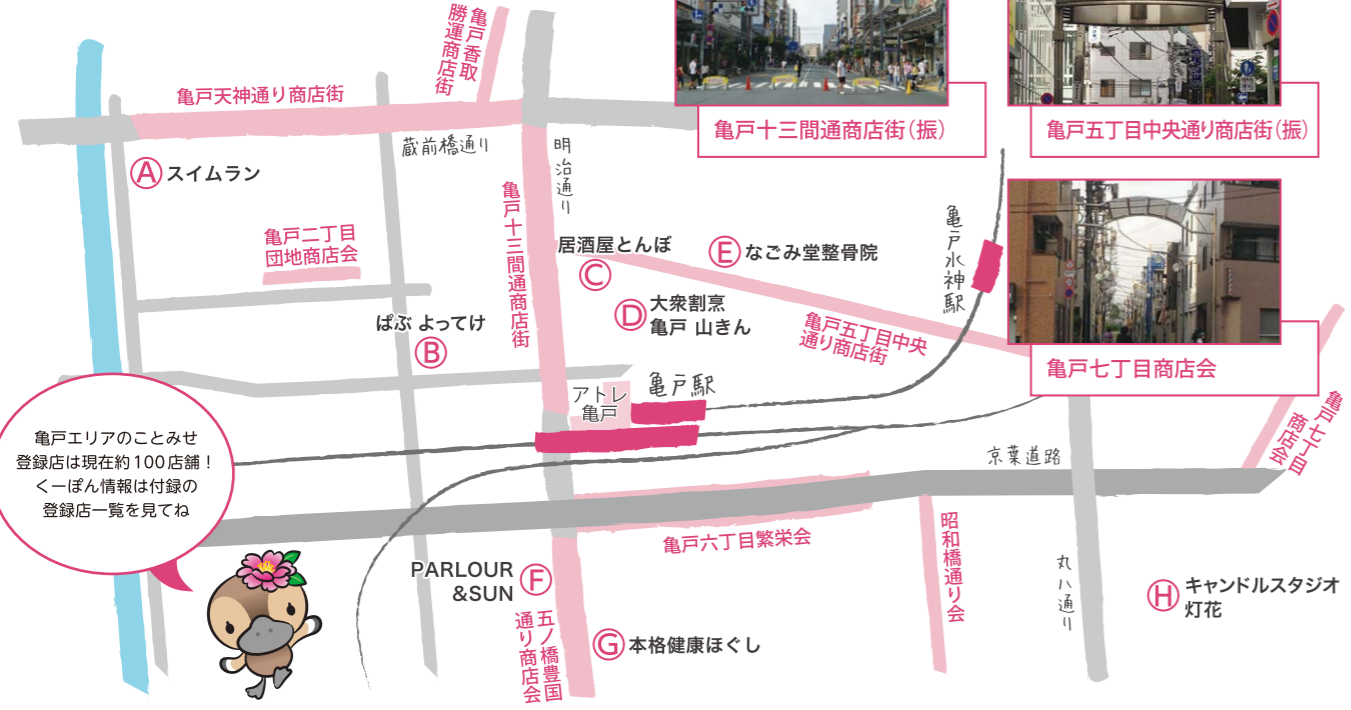 亀戸香取
勝運商店街
亀戸天神通り商店街
蔵前橋通り
明治通り
亀戸十三間通商店街(振)
亀戸五丁目中央通り商店街(振)
Ⓐ スイムラン
亀戸二丁目
団地商店会
亀戸十三間通商店街
居酒屋とんぼ
Ⓒ
Ⓔ なごみ堂整骨院
亀戸水神駅
Ⓓ 大衆割烹
亀戸 山きん
ぱぶ よってけ
Ⓑ
亀戸五丁目中央
通り商店街
亀戸七丁目商店会
アトレ
亀戸
亀戸駅
亀戸七丁目
商店会
亀戸エリアのことみせ
登録店は現在約100店舗!
くーぽん情報は付録の
登録店一覧を見てね
京葉道路
亀戸六丁目繁栄会
昭和橋通り会
丸八通り
PARLOUR
&SUN
Ⓕ
五ノ橋豊国
通り商店会
Ⓖ 本格健康ほぐし
Ⓗ キャンドルスタジオ
灯花